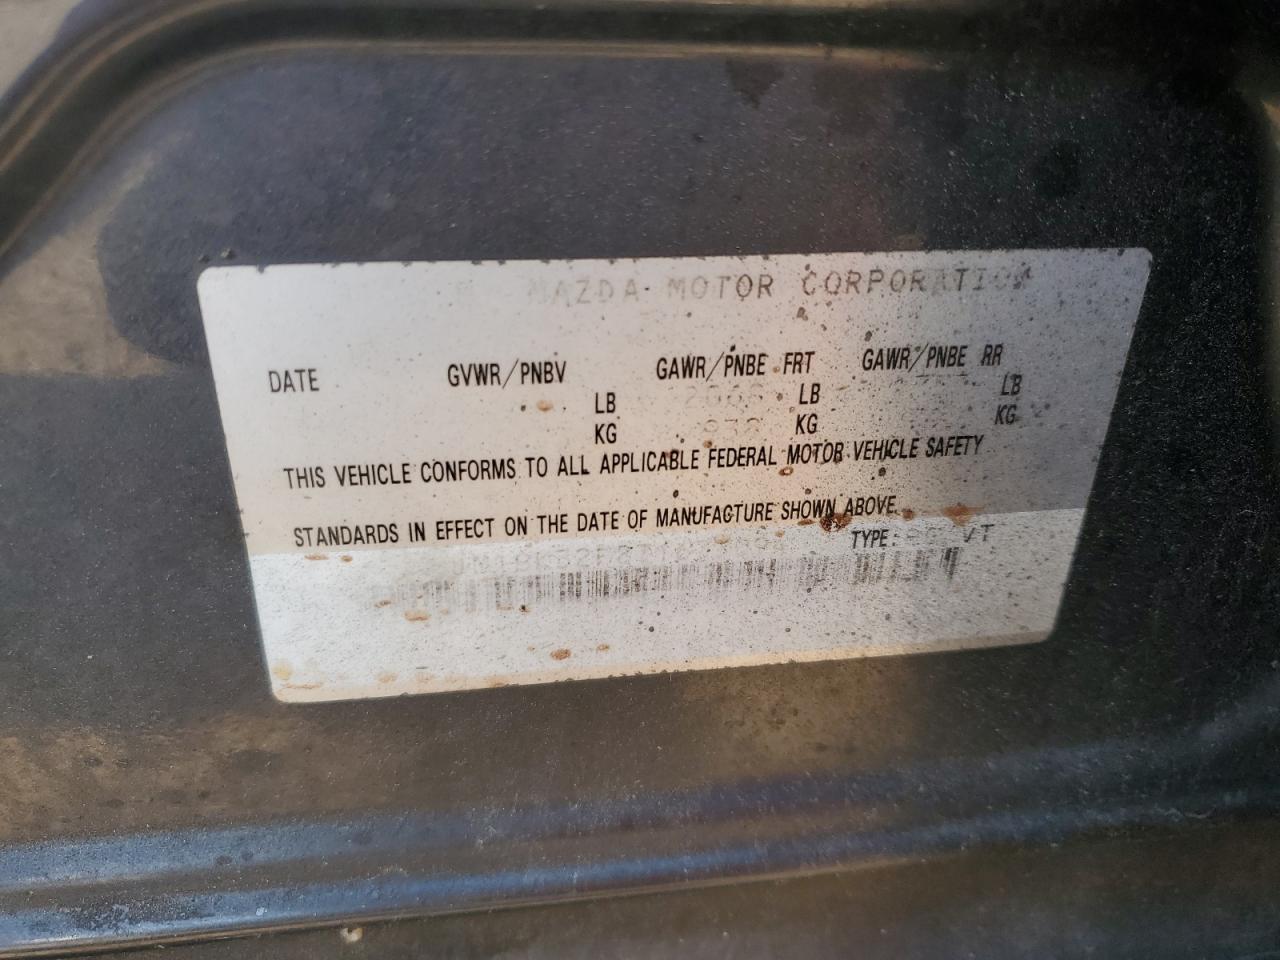 MAZDA MOTOR CORPORATION
DATE GVWR/PNBV GAWR/PNBE FRT GAWR/PNBE RR
LB LB LB
KG KG KG
THIS VEHICLE CONFORMS TO ALL APPLICABLE FEDERAL MOTOR VEHICLE SAFETY
STANDARDS IN EFFECT ON THE DATE OF MANUFACTURE SHOWN ABOVE.
TYPE: